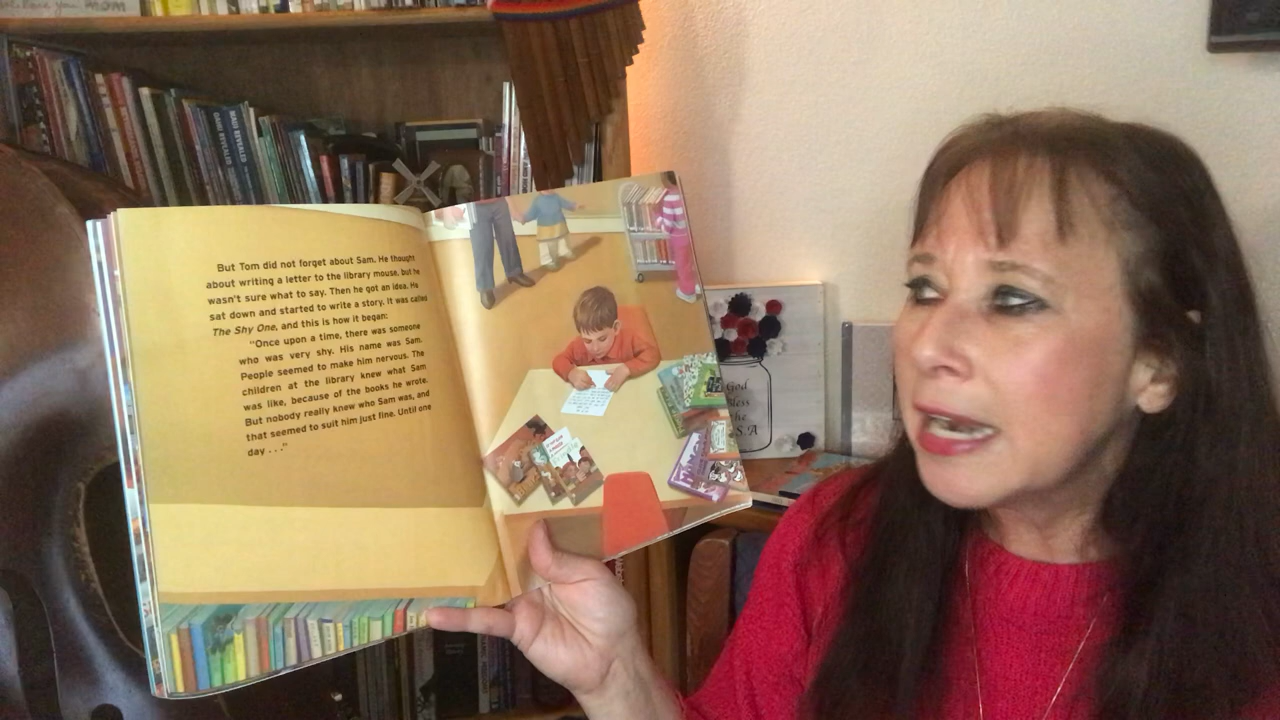 MOM
OAHU REVEALED
MAUI REVEALED
But Tom did not forget about Sam. He thought
about writing a letter to the library mouse, but he
wasn't sure what to say. Then he got an idea. He
sat down and started to write a story. It was called
The Shy One, and this is how it began:
"Once upon a time, there was someone
who was very shy. His name was Sam.
People seemed to make him nervous. The
children at the library knew what Sam
was like, because of the books he wrote.
But nobody really knew who Sam was, and
that seemed to suit him just fine. Until one
day . . ."
God
Bless
the
U.S.A